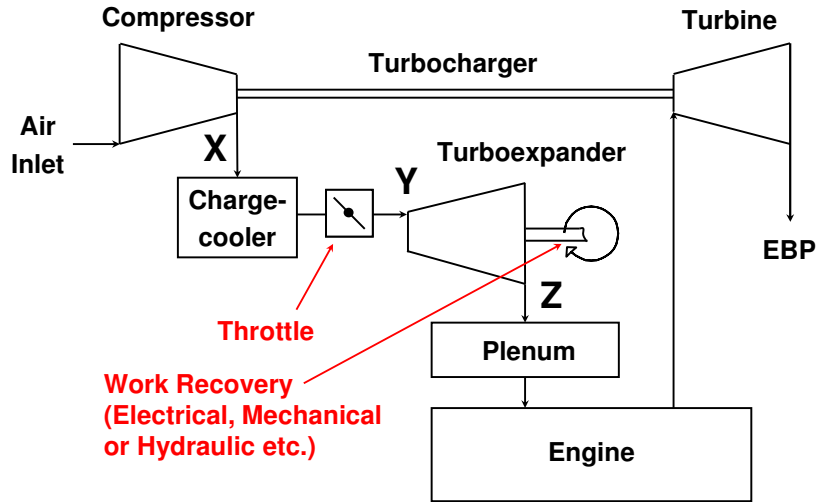 Compressor
Turbine
Turbocharger
Air
Inlet
X
Turboexpander
Y
Charge-
cooler
EBP
Z
Throttle
Plenum
Work Recovery
(Electrical, Mechanical
or Hydraulic etc.)
Engine